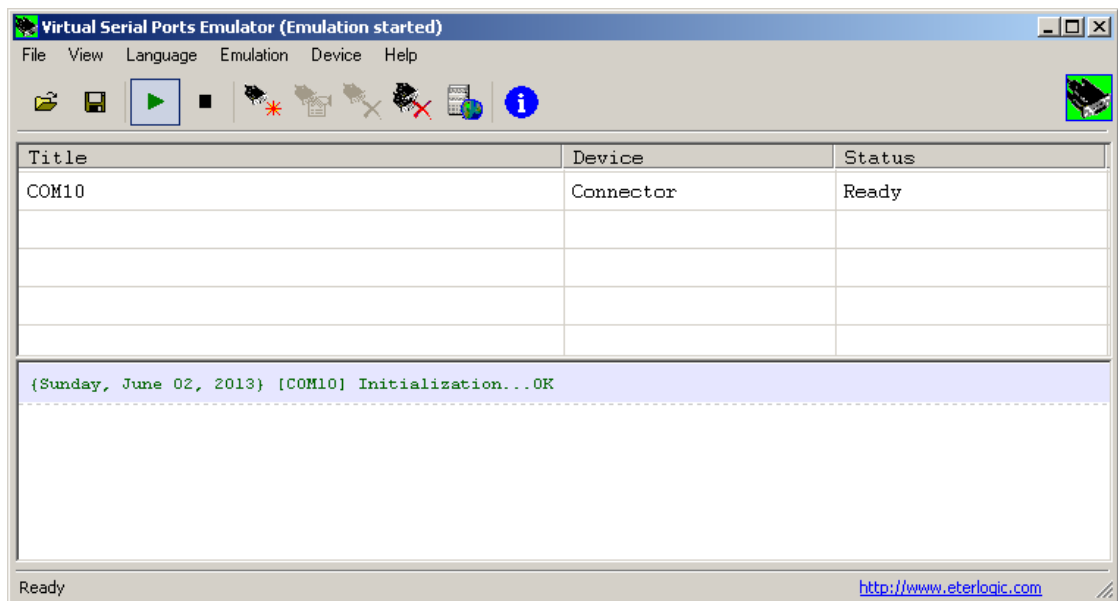 Virtual Serial Ports Emulator (Emulation started)
File View Language Emulation Device Help
Title Device Status
COM10 Connector Ready
{Sunday, June 02, 2013} [COM10] Initialization...OK
Ready http://www.eterlogic.com